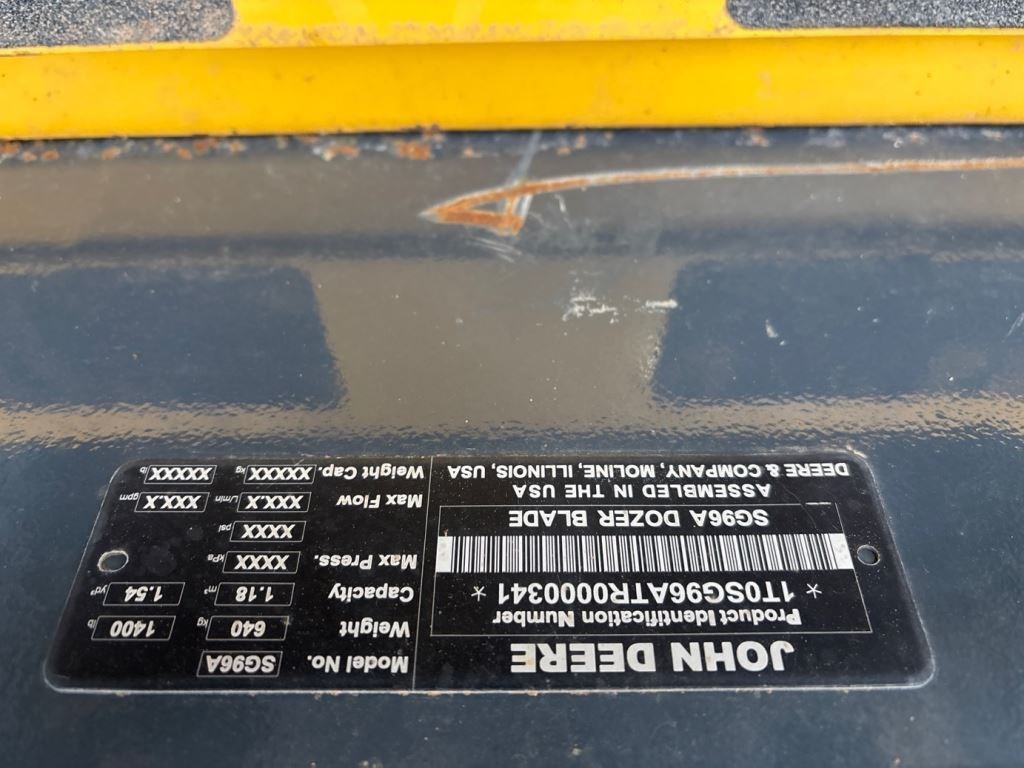 JOHN DEERE
Product Identification Number
* 1T0SG96ATR0000341 *
SG96A DOZER BLADE
ASSEMBLED IN THE USA
DEERE & COMPANY, MOLINE, ILLINOIS, USA
Model No. SG96A
Weight 640 kg 1400 lb
Capacity 1.18 m³ 1.54 yd³
Max Press. XXXX kPa
XXXX psi
Max Flow XXX.X L/min XXX.X gpm
Weight Cap. XXXXX kg XXXXX lb